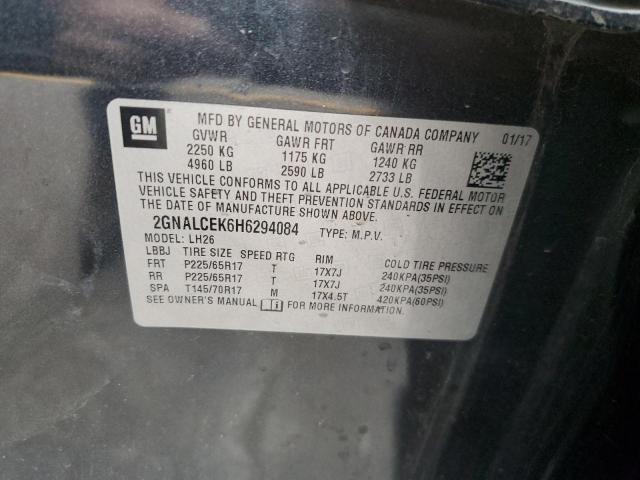 GM
MFD BY GENERAL MOTORS OF CANADA COMPANY 01/17
GVWR GAWR FRT GAWR RR
2250 KG 1175 KG 1240 KG
4960 LB 2590 LB 2733 LB
THIS VEHICLE CONFORMS TO ALL APPLICABLE U.S. FEDERAL MOTOR
VEHICLE SAFETY AND THEFT PREVENTION STANDARDS IN EFFECT ON
THE DATE OF MANUFACTURE SHOWN ABOVE.
2GNALCEK6H6294084 TYPE: M.P.V.
MODEL: LH26
LBBJ TIRE SIZE SPEED RTG RIM COLD TIRE PRESSURE
FRT P225/65R17 T 17X7J 240KPA(35PSI)
RR P225/65R17 T 17X7J 240KPA(35PSI)
SPA T145/70R17 M 17X4.5T 420KPA(60PSI)
SEE OWNER'S MANUAL FOR MORE INFORMATION.